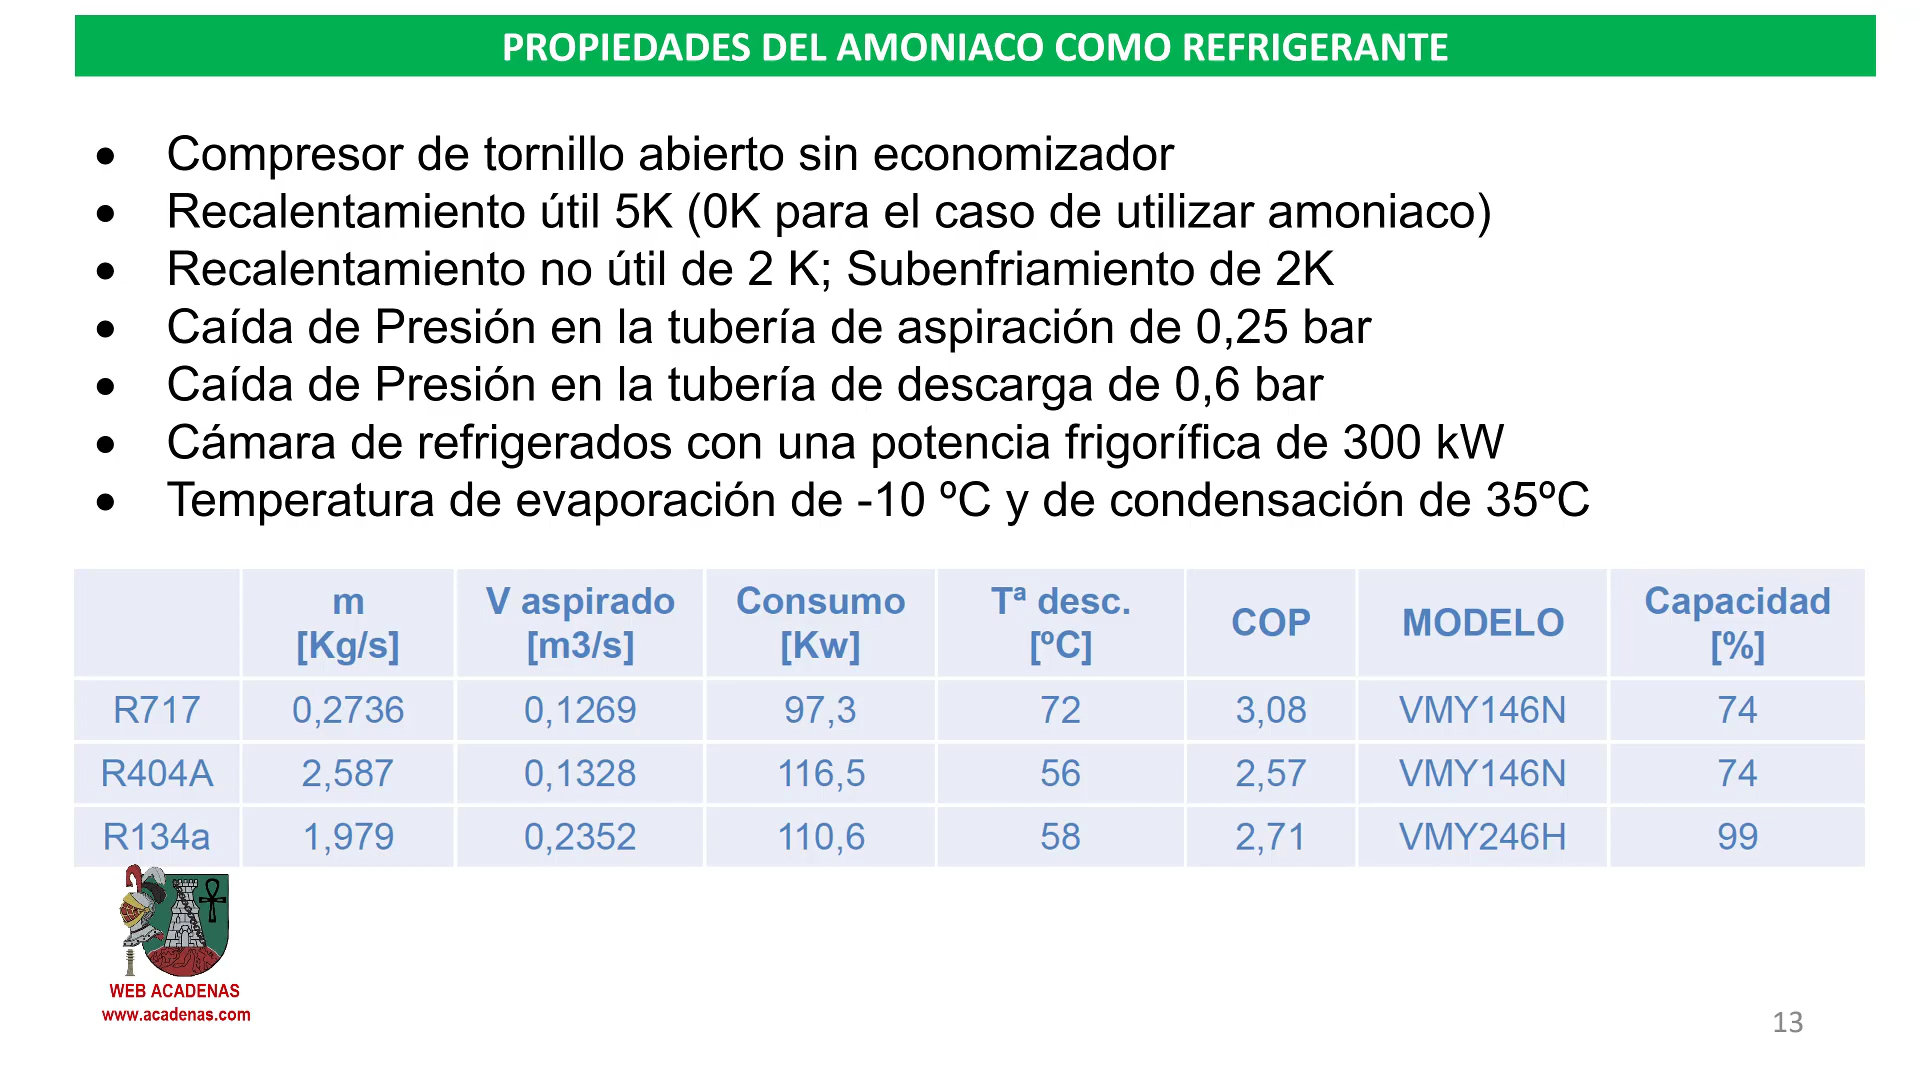 PROPIEDADES DEL AMONIACO COMO REFRIGERANTE
• Compresor de tornillo abierto sin economizador
• Recalentamiento útil 5K (0K para el caso de utilizar amoniaco)
• Recalentamiento no útil de 2 K; Subenfriamiento de 2K
• Caída de Presión en la tubería de aspiración de 0,25 bar
• Caída de Presión en la tubería de descarga de 0,6 bar
• Cámara de refrigerados con una potencia frigorífica de 300 kW
• Temperatura de evaporación de -10 ºC y de condensación de 35ºC
m [Kg/s] V aspirado [m3/s] Consumo [Kw] Tª desc. [ºC] COP MODELO Capacidad [%]
R717 0,2736 0,1269 97,3 72 3,08 VMY146N 74
R404A 2,587 0,1328 116,5 56 2,57 VMY146N 74
R134a 1,979 0,2352 110,6 58 2,71 VMY246H 99
WEB ACADENAS
www.acadenas.com
13